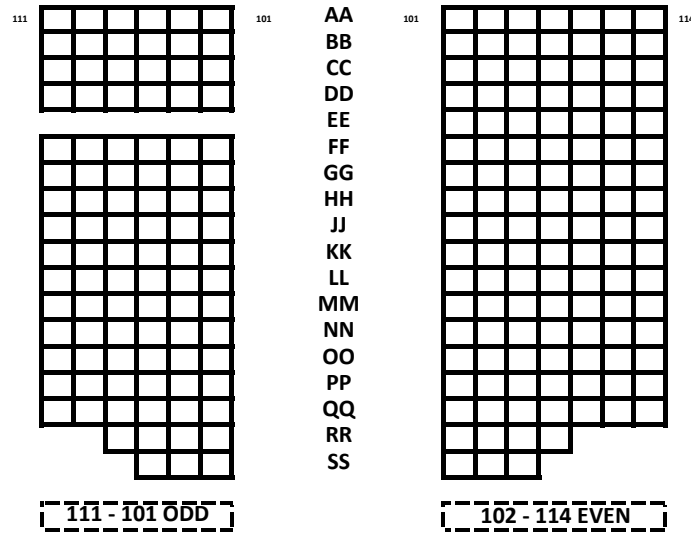 111 101 AA 101 114
BB
CC
DD
EE
FF
GG
HH
JJ
KK
LL
MM
NN
OO
PP
QQ
RR
SS
111 - 101 ODD 102 - 114 EVEN